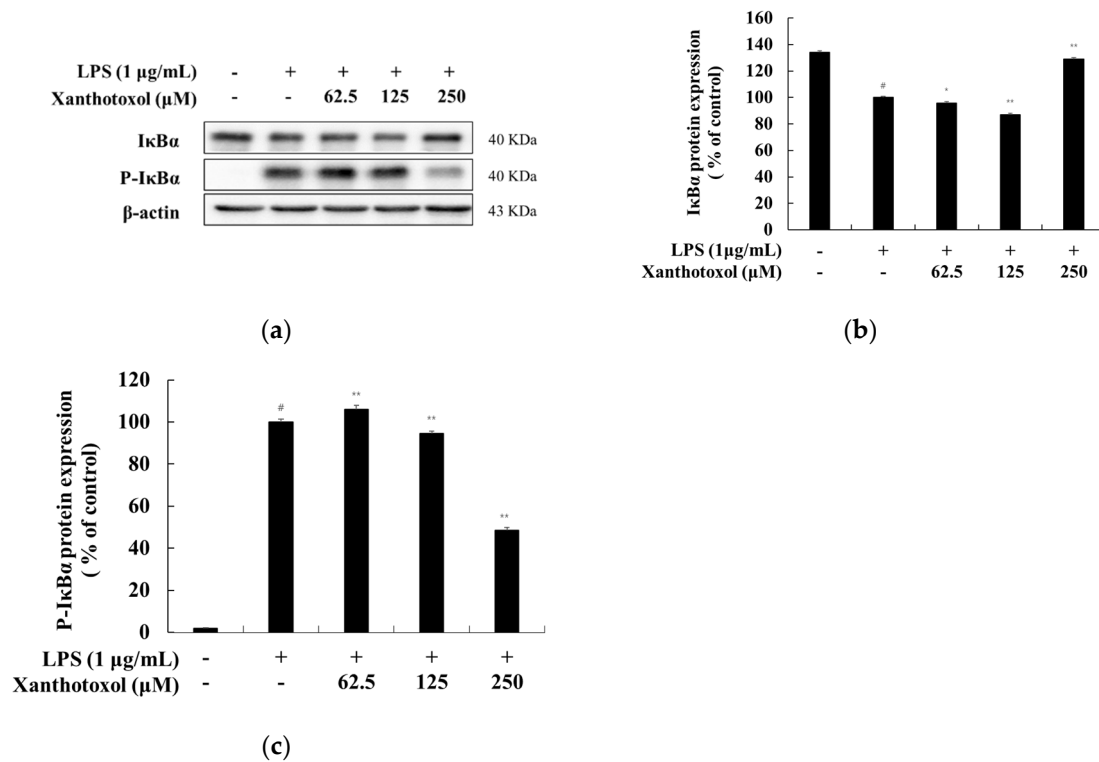 LPS (1 μg/mL) - + + + +
Xanthotoxol (μM) - - 62.5 125 250
IκBα 40 KDa
P-IκBα 40 KDa
β-actin 43 KDa
(a)
IκBα protein expression
( % of control)
160
140
120
100
80
60
40
20
0
# * ** **
LPS (1μg/mL) - + + + +
Xanthotoxol (μM) - - 62.5 125 250
(b)
P-IκBα protein expression
( % of control)
120
100
80
60
40
20
0
# ** ** **
LPS (1 μg/mL) - + + + +
Xanthotoxol (μM) - - 62.5 125 250
(c)